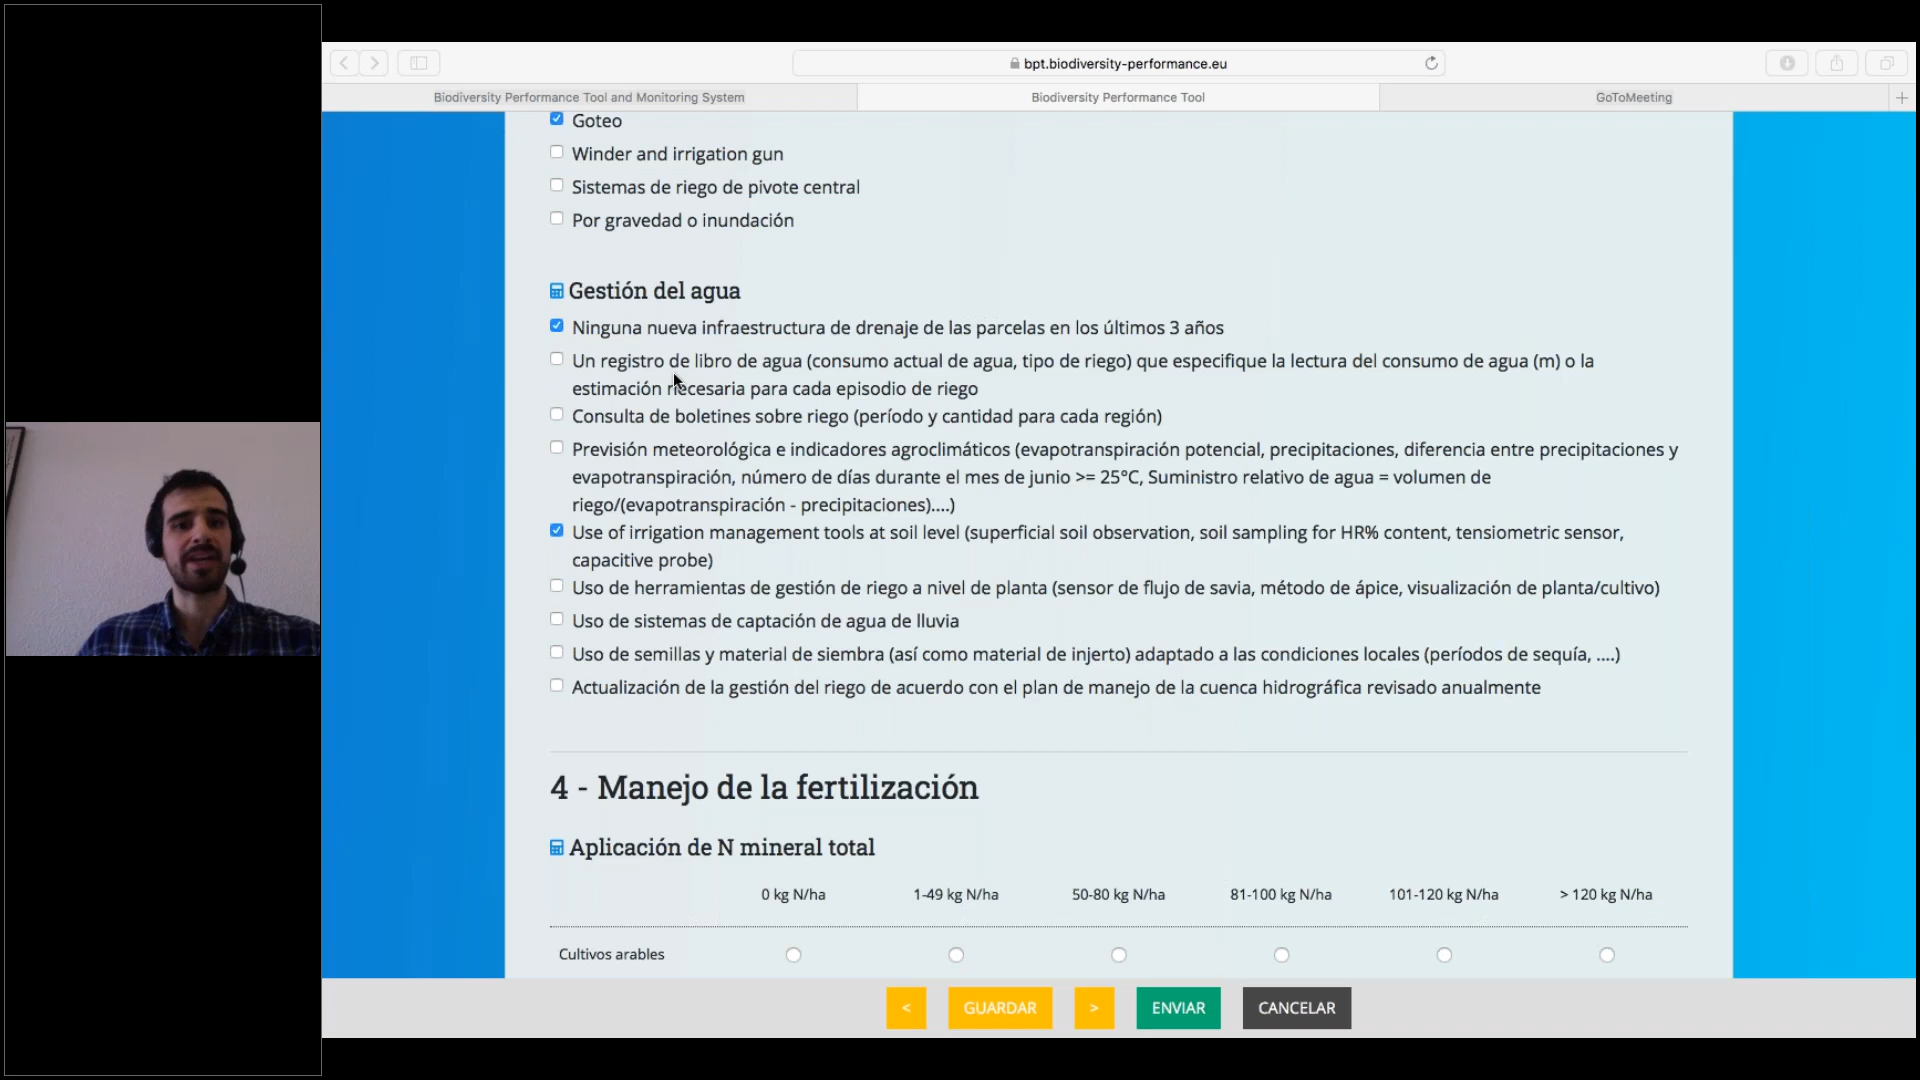 bpt.biodiversity-performance.eu
Biodiversity Performance Tool and Monitoring System
Biodiversity Performance Tool
GoToMeeting
Goteo
Winder and irrigation gun
Sistemas de riego de pivote central
Por gravedad o inundación
Gestión del agua
Ninguna nueva infraestructura de drenaje de las parcelas en los últimos 3 años
Un registro de libro de agua (consumo actual de agua, tipo de riego) que especifique la lectura del consumo de agua (m) o la
estimación necesaria para cada episodio de riego
Consulta de boletines sobre riego (período y cantidad para cada región)
Previsión meteorológica e indicadores agroclimáticos (evapotranspiración potencial, precipitaciones, diferencia entre precipitaciones y
evapotranspiración, número de días durante el mes de junio >= 25°C, Suministro relativo de agua = volumen de
riego/(evapotranspiración - precipitaciones)....)
Use of irrigation management tools at soil level (superficial soil observation, soil sampling for HR% content, tensiometric sensor,
capacitive probe)
Uso de herramientas de gestión de riego a nivel de planta (sensor de flujo de savia, método de ápice, visualización de planta/cultivo)
Uso de sistemas de captación de agua de lluvia
Uso de semillas y material de siembra (así como material de injerto) adaptado a las condiciones locales (períodos de sequía, ....)
Actualización de la gestión del riego de acuerdo con el plan de manejo de la cuenca hidrográfica revisado anualmente
4 - Manejo de la fertilización
Aplicación de N mineral total
0 kg N/ha 1-49 kg N/ha 50-80 kg N/ha 81-100 kg N/ha 101-120 kg N/ha > 120 kg N/ha
Cultivos arables
< GUARDAR > ENVIAR CANCELAR